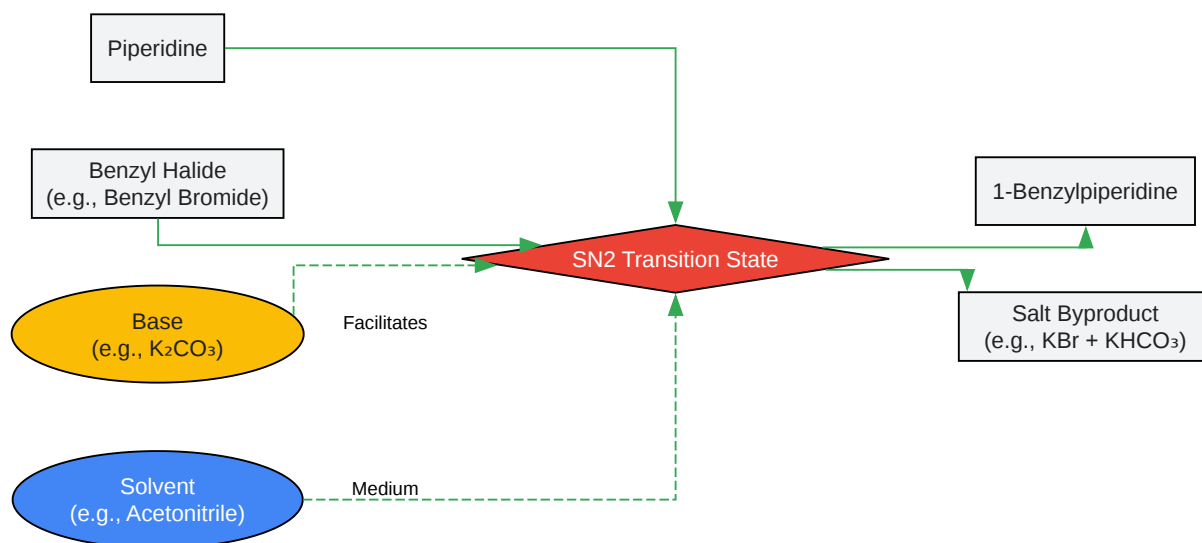 Piperidine
Benzyl Halide
(e.g., Benzyl Bromide)
1-Benzylpiperidine
SN2 Transition State
Base
(e.g., K₂CO₃)
Facilitates
Salt Byproduct
(e.g., KBr + KHCO₃)
Solvent
(e.g., Acetonitrile)
Medium